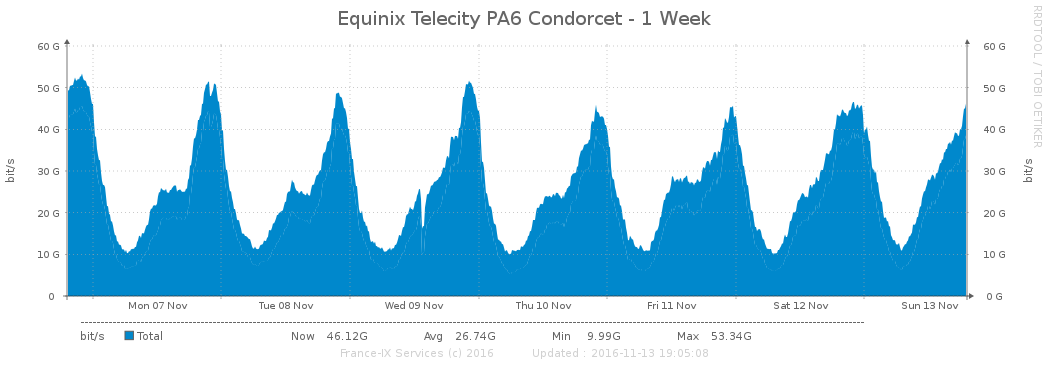 Equinix Telecity PA6 Condorcet - 1 Week
RRDTOOL / TOBI OETIKER
60 G 60 G
50 G 50 G
40 G 40 G
30 G 30 G
20 G 20 G
10 G 10 G
0 0 G
bit/s
bit/s
Mon 07 Nov Tue 08 Nov Wed 09 Nov Thu 10 Nov Fri 11 Nov Sat 12 Nov Sun 13 Nov
bit/s Total Now 46.12G Avg 26.74G Min 9.99G Max 53.34G
France-IX Services (c) 2016 Updated : 2016-11-13 19:05:08